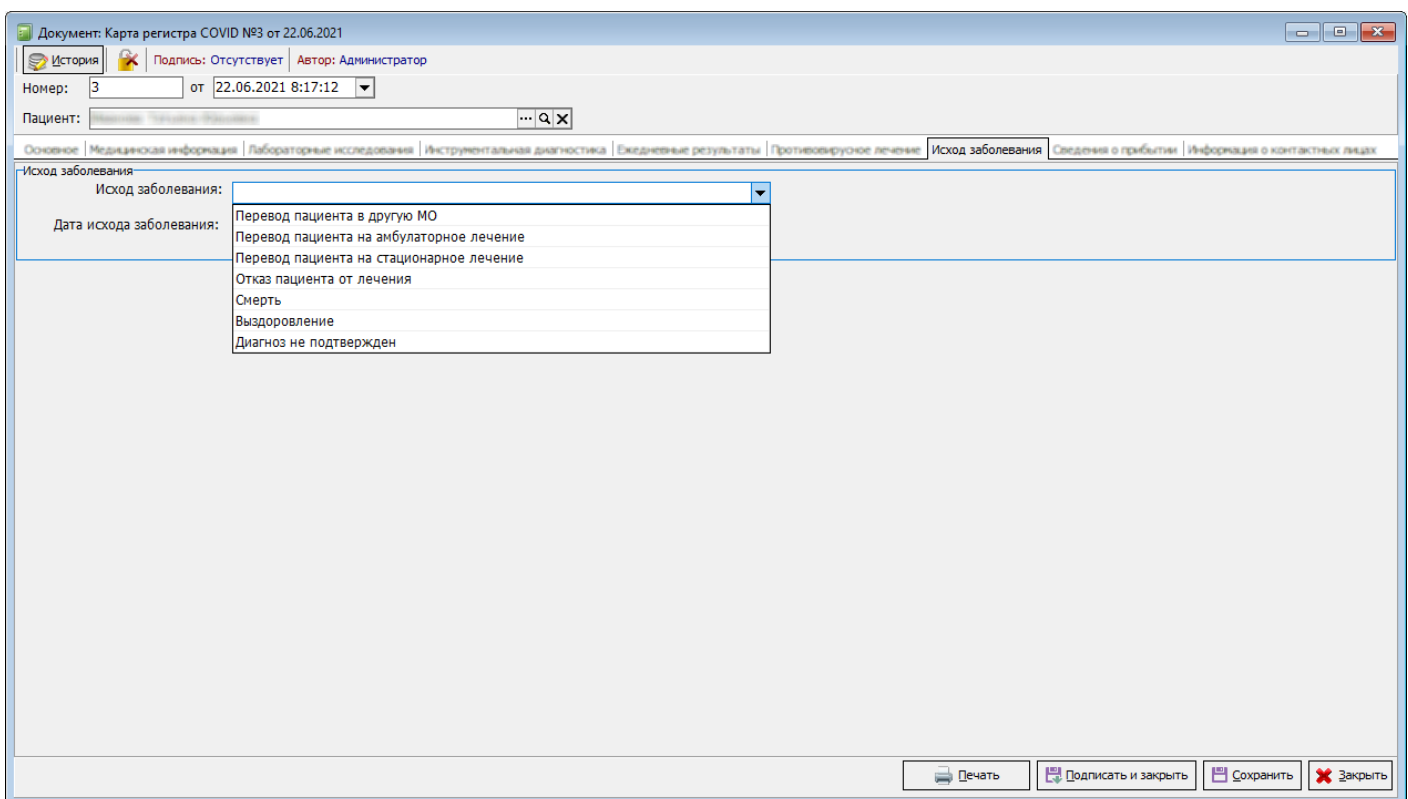 Документ: Карта регистра COVID №3 от 22.06.2021
История Подпись: Отсутствует Автор: Администратор
Номер: 3 от 22.06.2021 8:17:12
Пациент:
Основное Медицинская информация Лабораторные исследования Инструментальная диагностика Ежедневные результаты Противовирусное лечение Исход заболевания Сведения о прибытии Информация о контактных лицах
Исход заболевания
Исход заболевания:
Дата исхода заболевания:
Перевод пациента в другую МО
Перевод пациента на амбулаторное лечение
Перевод пациента на стационарное лечение
Отказ пациента от лечения
Смерть
Выздоровление
Диагноз не подтвержден
Печать Подписать и закрыть Сохранить Закрыть